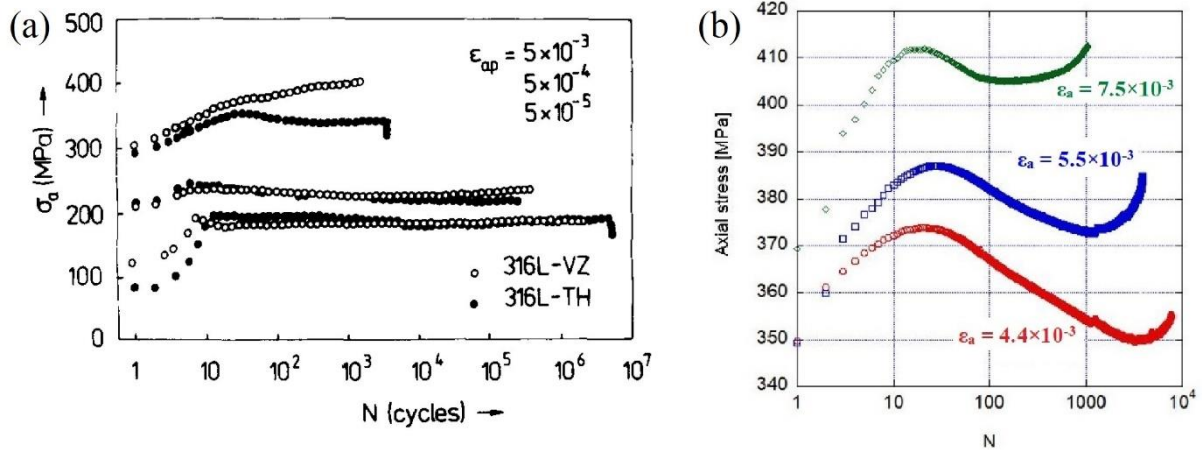 (a)
500
400
300
200
100
0
σₐ (MPa) →
εₐₚ = 5×10⁻³
5×10⁻⁴
5×10⁻⁵
○ 316L-VZ
● 316L-TH
1 10 10² 10³ 10⁴ 10⁵ 10⁶ 10⁷
N (cycles) →
(b)
420
410
400
390
380
370
360
350
340
Axial stress [MPa]
εₐ = 7.5×10⁻³
εₐ = 5.5×10⁻³
εₐ = 4.4×10⁻³
1 10 100 1000 10⁴
N